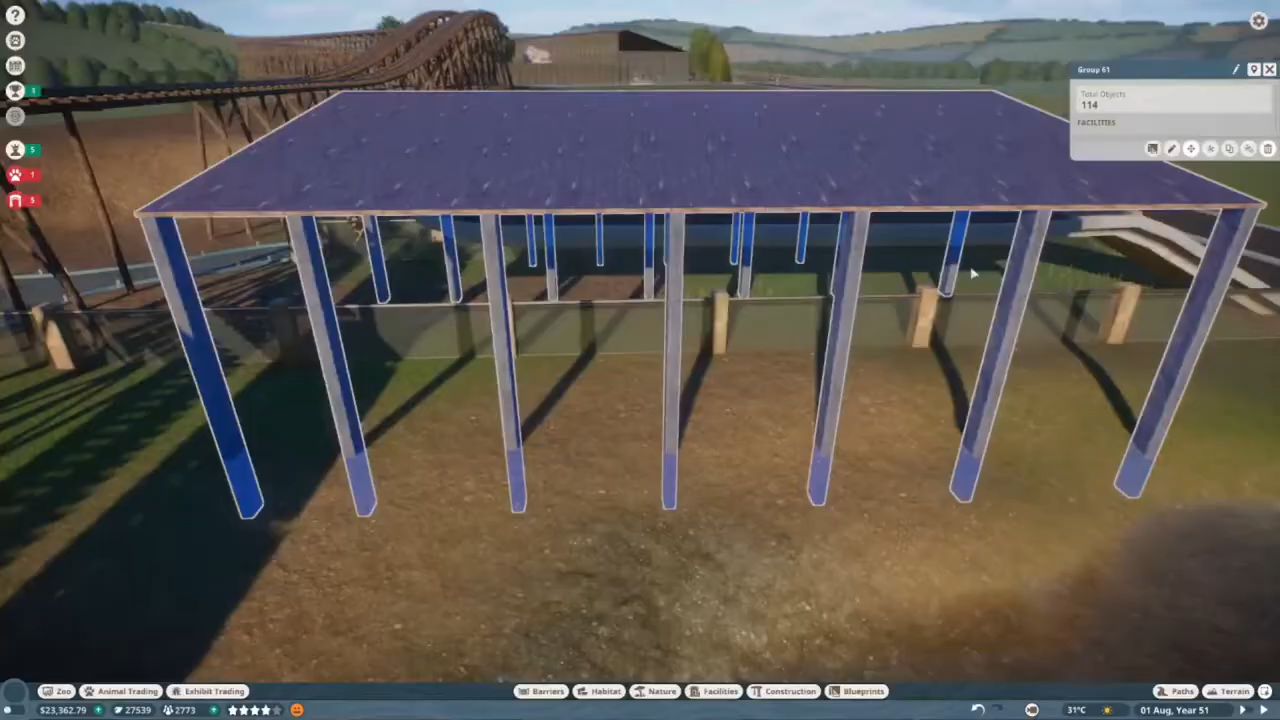 ?
Group 61
Total Objects
114
FACILITIES
1
5
1
5
Zoo
Animal Trading
Exhibit Trading
Barriers
Habitat
Nature
Facilities
Construction
Blueprints
Paths
Terrain
$23,362.79
27539
2773
31°C
01 Aug, Year 51